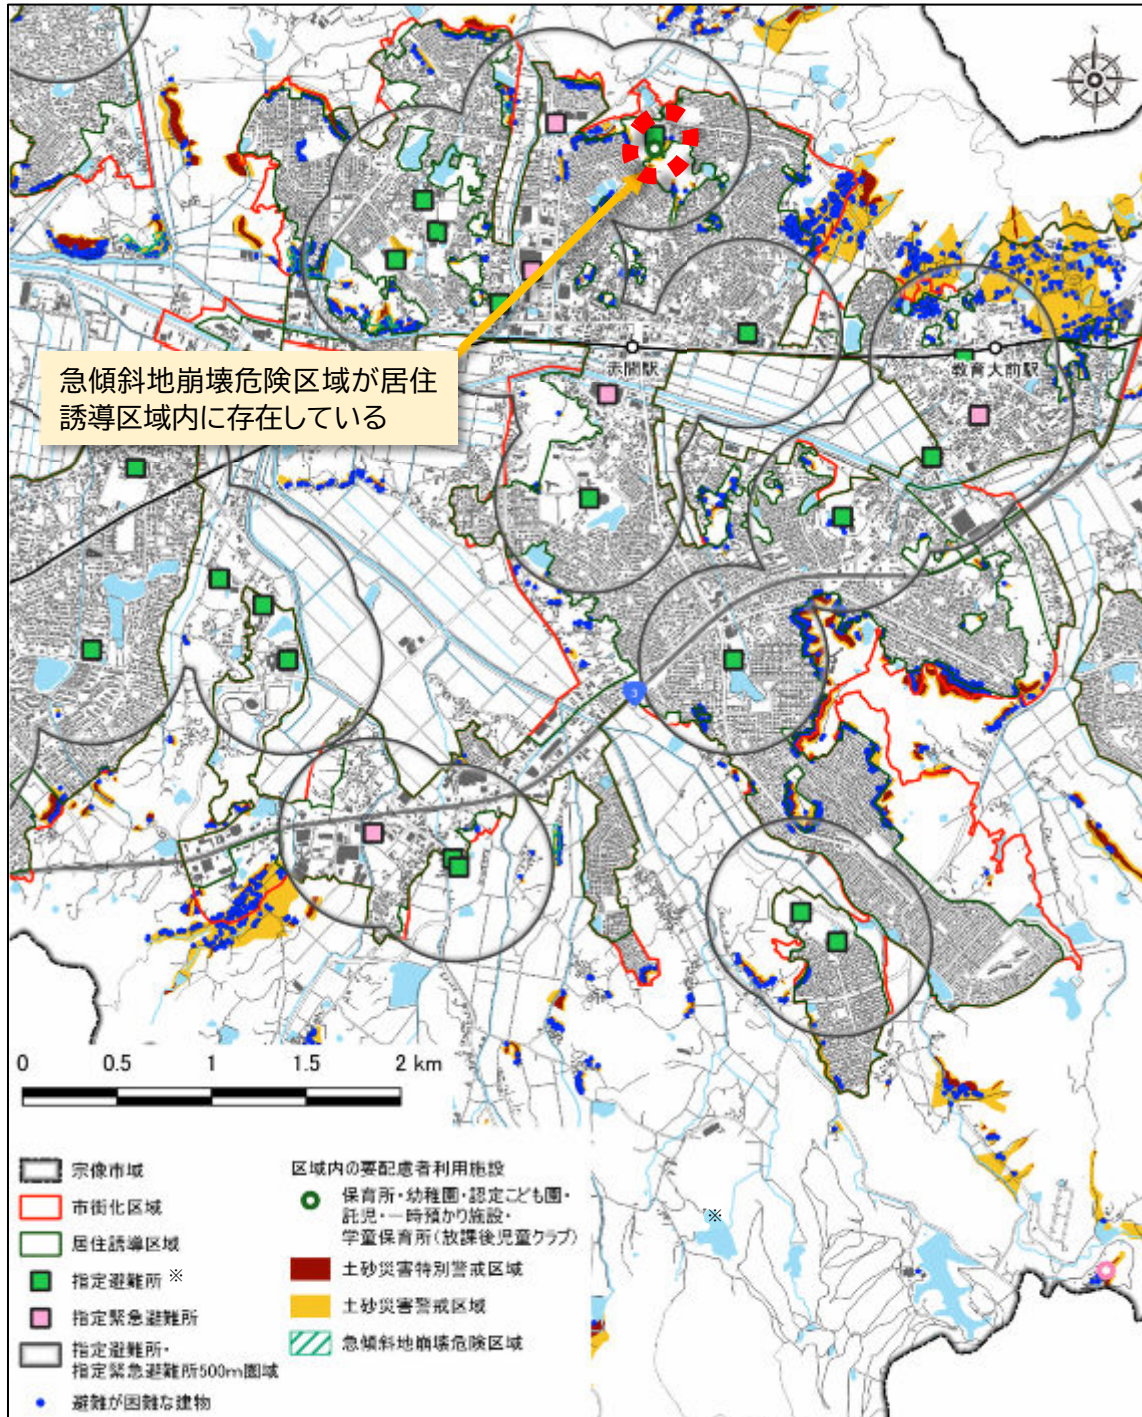 N
急傾斜地崩壊危険区域が居住
誘導区域内に存在している
赤間駅
教育大前駅
3
0 0.5 1 1.5 2 km
宗像市域
市街化区域
居住誘導区域
指定避難所 ※
指定緊急避難所
指定避難所・
指定緊急避難所500m圏域
避難が困難な建物
区域内の要配慮者利用施設
保育所・幼稚園・認定こども園・
託児・一時預かり施設・
学童保育所(放課後児童クラブ)
土砂災害特別警戒区域
土砂災害警戒区域
急傾斜地崩壊危険区域
※